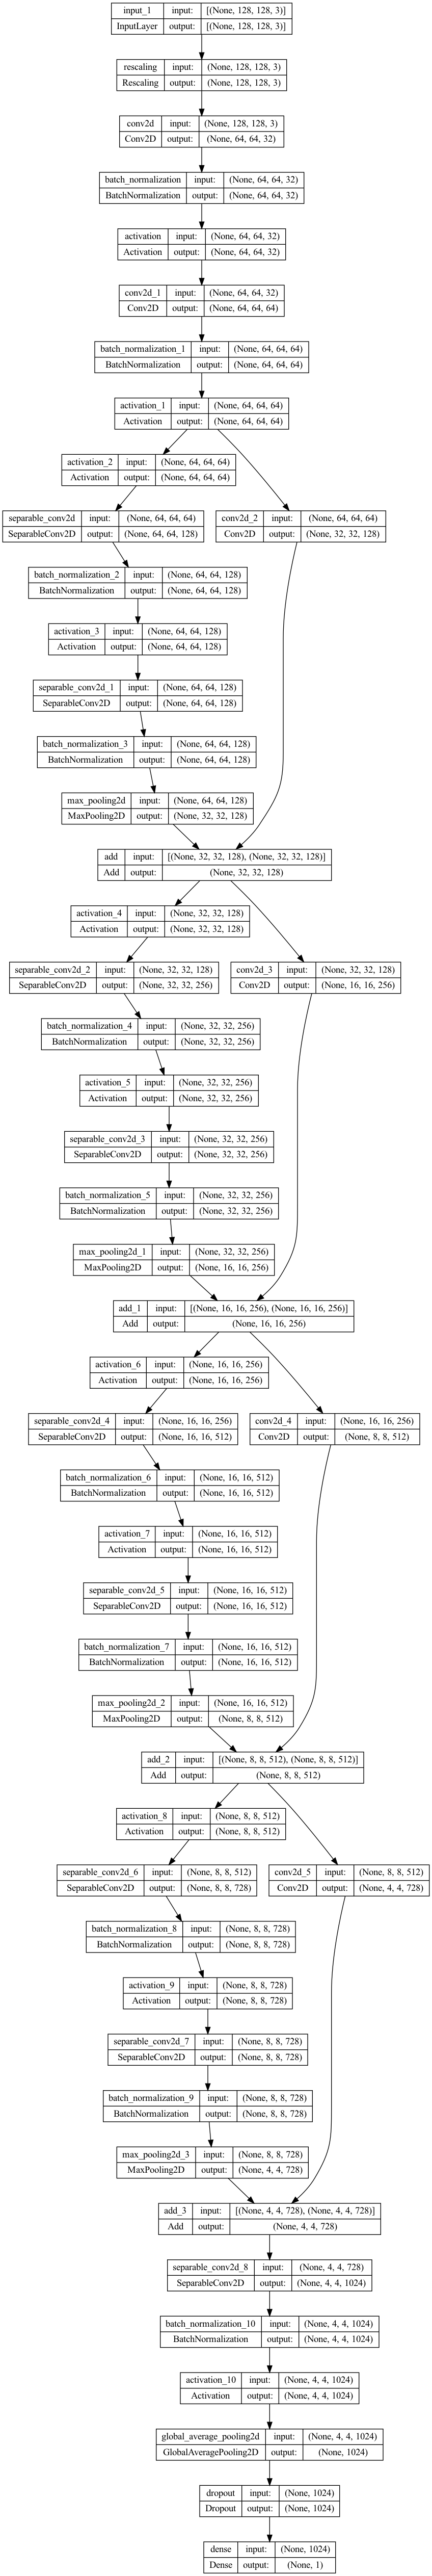 input_1 input: [(None, 128, 128, 3)]
InputLayer output: [(None, 128, 128, 3)]
rescaling input: (None, 128, 128, 3)
Rescaling output: (None, 128, 128, 3)
conv2d input: (None, 128, 128, 3)
Conv2D output: (None, 64, 64, 32)
batch_normalization input: (None, 64, 64, 32)
BatchNormalization output: (None, 64, 64, 32)
activation input: (None, 64, 64, 32)
Activation output: (None, 64, 64, 32)
conv2d_1 input: (None, 64, 64, 32)
Conv2D output: (None, 64, 64, 64)
batch_normalization_1 input: (None, 64, 64, 64)
BatchNormalization output: (None, 64, 64, 64)
activation_1 input: (None, 64, 64, 64)
Activation output: (None, 64, 64, 64)
activation_2 input: (None, 64, 64, 64)
Activation output: (None, 64, 64, 64)
separable_conv2d input: (None, 64, 64, 64)
SeparableConv2D output: (None, 64, 64, 128)
conv2d_2 input: (None, 64, 64, 64)
Conv2D output: (None, 32, 32, 128)
batch_normalization_2 input: (None, 64, 64, 128)
BatchNormalization output: (None, 64, 64, 128)
activation_3 input: (None, 64, 64, 128)
Activation output: (None, 64, 64, 128)
separable_conv2d_1 input: (None, 64, 64, 128)
SeparableConv2D output: (None, 64, 64, 128)
batch_normalization_3 input: (None, 64, 64, 128)
BatchNormalization output: (None, 64, 64, 128)
max_pooling2d input: (None, 64, 64, 128)
MaxPooling2D output: (None, 32, 32, 128)
add input: [(None, 32, 32, 128), (None, 32, 32, 128)]
Add output: (None, 32, 32, 128)
activation_4 input: (None, 32, 32, 128)
Activation output: (None, 32, 32, 128)
separable_conv2d_2 input: (None, 32, 32, 128)
SeparableConv2D output: (None, 32, 32, 256)
conv2d_3 input: (None, 32, 32, 128)
Conv2D output: (None, 16, 16, 256)
batch_normalization_4 input: (None, 32, 32, 256)
BatchNormalization output: (None, 32, 32, 256)
activation_5 input: (None, 32, 32, 256)
Activation output: (None, 32, 32, 256)
separable_conv2d_3 input: (None, 32, 32, 256)
SeparableConv2D output: (None, 32, 32, 256)
batch_normalization_5 input: (None, 32, 32, 256)
BatchNormalization output: (None, 32, 32, 256)
max_pooling2d_1 input: (None, 32, 32, 256)
MaxPooling2D output: (None, 16, 16, 256)
add_1 input: [(None, 16, 16, 256), (None, 16, 16, 256)]
Add output: (None, 16, 16, 256)
activation_6 input: (None, 16, 16, 256)
Activation output: (None, 16, 16, 256)
separable_conv2d_4 input: (None, 16, 16, 256)
SeparableConv2D output: (None, 16, 16, 512)
conv2d_4 input: (None, 16, 16, 256)
Conv2D output: (None, 8, 8, 512)
batch_normalization_6 input: (None, 16, 16, 512)
BatchNormalization output: (None, 16, 16, 512)
activation_7 input: (None, 16, 16, 512)
Activation output: (None, 16, 16, 512)
separable_conv2d_5 input: (None, 16, 16, 512)
SeparableConv2D output: (None, 16, 16, 512)
batch_normalization_7 input: (None, 16, 16, 512)
BatchNormalization output: (None, 16, 16, 512)
max_pooling2d_2 input: (None, 16, 16, 512)
MaxPooling2D output: (None, 8, 8, 512)
add_2 input: [(None, 8, 8, 512), (None, 8, 8, 512)]
Add output: (None, 8, 8, 512)
activation_8 input: (None, 8, 8, 512)
Activation output: (None, 8, 8, 512)
separable_conv2d_6 input: (None, 8, 8, 512)
SeparableConv2D output: (None, 8, 8, 728)
conv2d_5 input: (None, 8, 8, 512)
Conv2D output: (None, 4, 4, 728)
batch_normalization_8 input: (None, 8, 8, 728)
BatchNormalization output: (None, 8, 8, 728)
activation_9 input: (None, 8, 8, 728)
Activation output: (None, 8, 8, 728)
separable_conv2d_7 input: (None, 8, 8, 728)
SeparableConv2D output: (None, 8, 8, 728)
batch_normalization_9 input: (None, 8, 8, 728)
BatchNormalization output: (None, 8, 8, 728)
max_pooling2d_3 input: (None, 8, 8, 728)
MaxPooling2D output: (None, 4, 4, 728)
add_3 input: [(None, 4, 4, 728), (None, 4, 4, 728)]
Add output: (None, 4, 4, 728)
separable_conv2d_8 input: (None, 4, 4, 728)
SeparableConv2D output: (None, 4, 4, 1024)
batch_normalization_10 input: (None, 4, 4, 1024)
BatchNormalization output: (None, 4, 4, 1024)
activation_10 input: (None, 4, 4, 1024)
Activation output: (None, 4, 4, 1024)
global_average_pooling2d input: (None, 4, 4, 1024)
GlobalAveragePooling2D output: (None, 1024)
dropout input: (None, 1024)
Dropout output: (None, 1024)
dense input: (None, 1024)
Dense output: (None, 1)